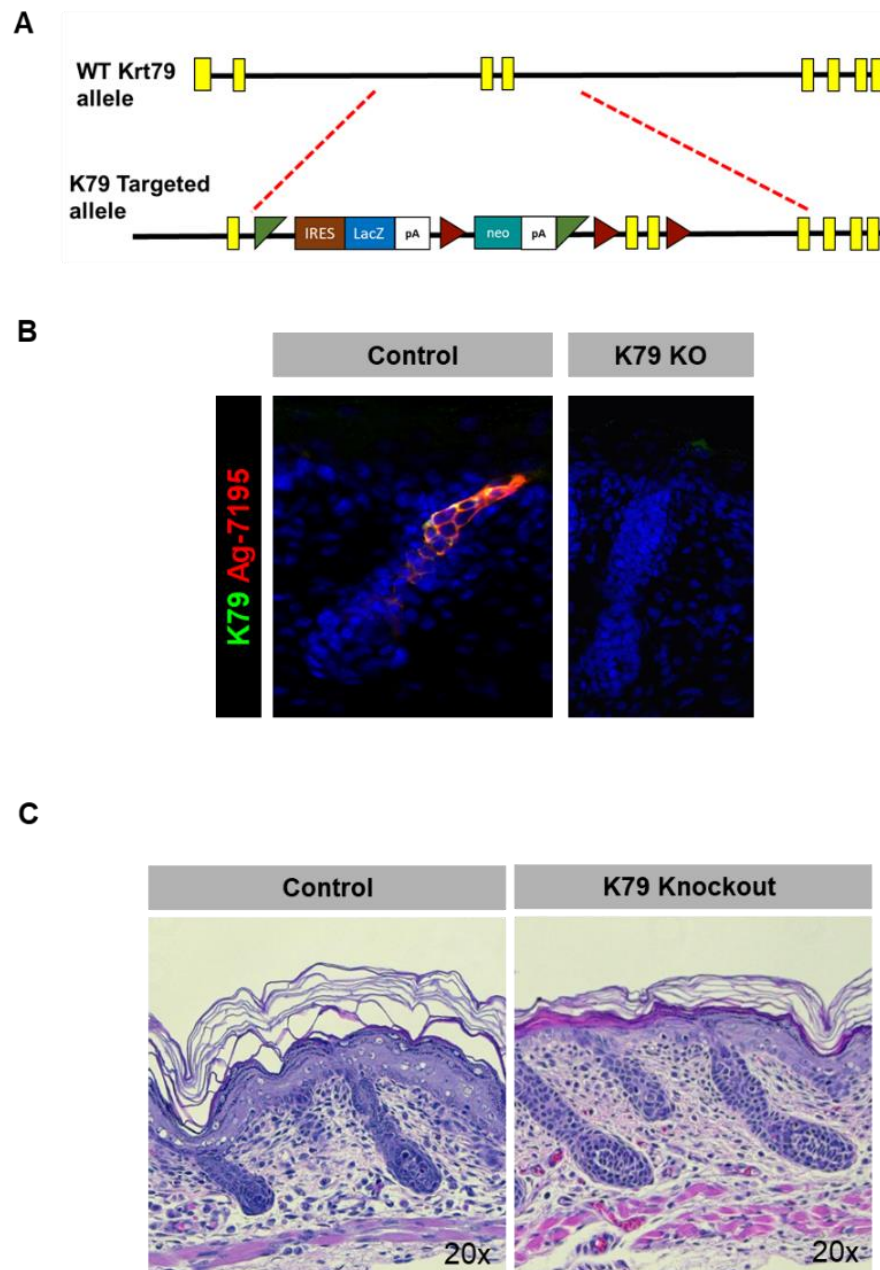 A
WT Krt79
allele
K79 Targeted
allele
IRES
LacZ
pA
neo
pA
B
Control
K79 KO
K79 Ag-7195
C
Control
K79 Knockout
20x
20x